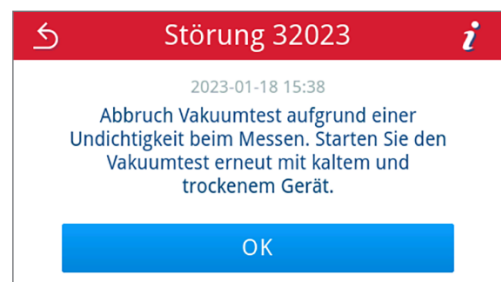 Störung 32023
2023-01-18 15:38
Abbruch Vakuumtest aufgrund einer
Undichtigkeit beim Messen. Starten Sie den
Vakuumtest erneut mit kaltem und
trockenem Gerät.
OK